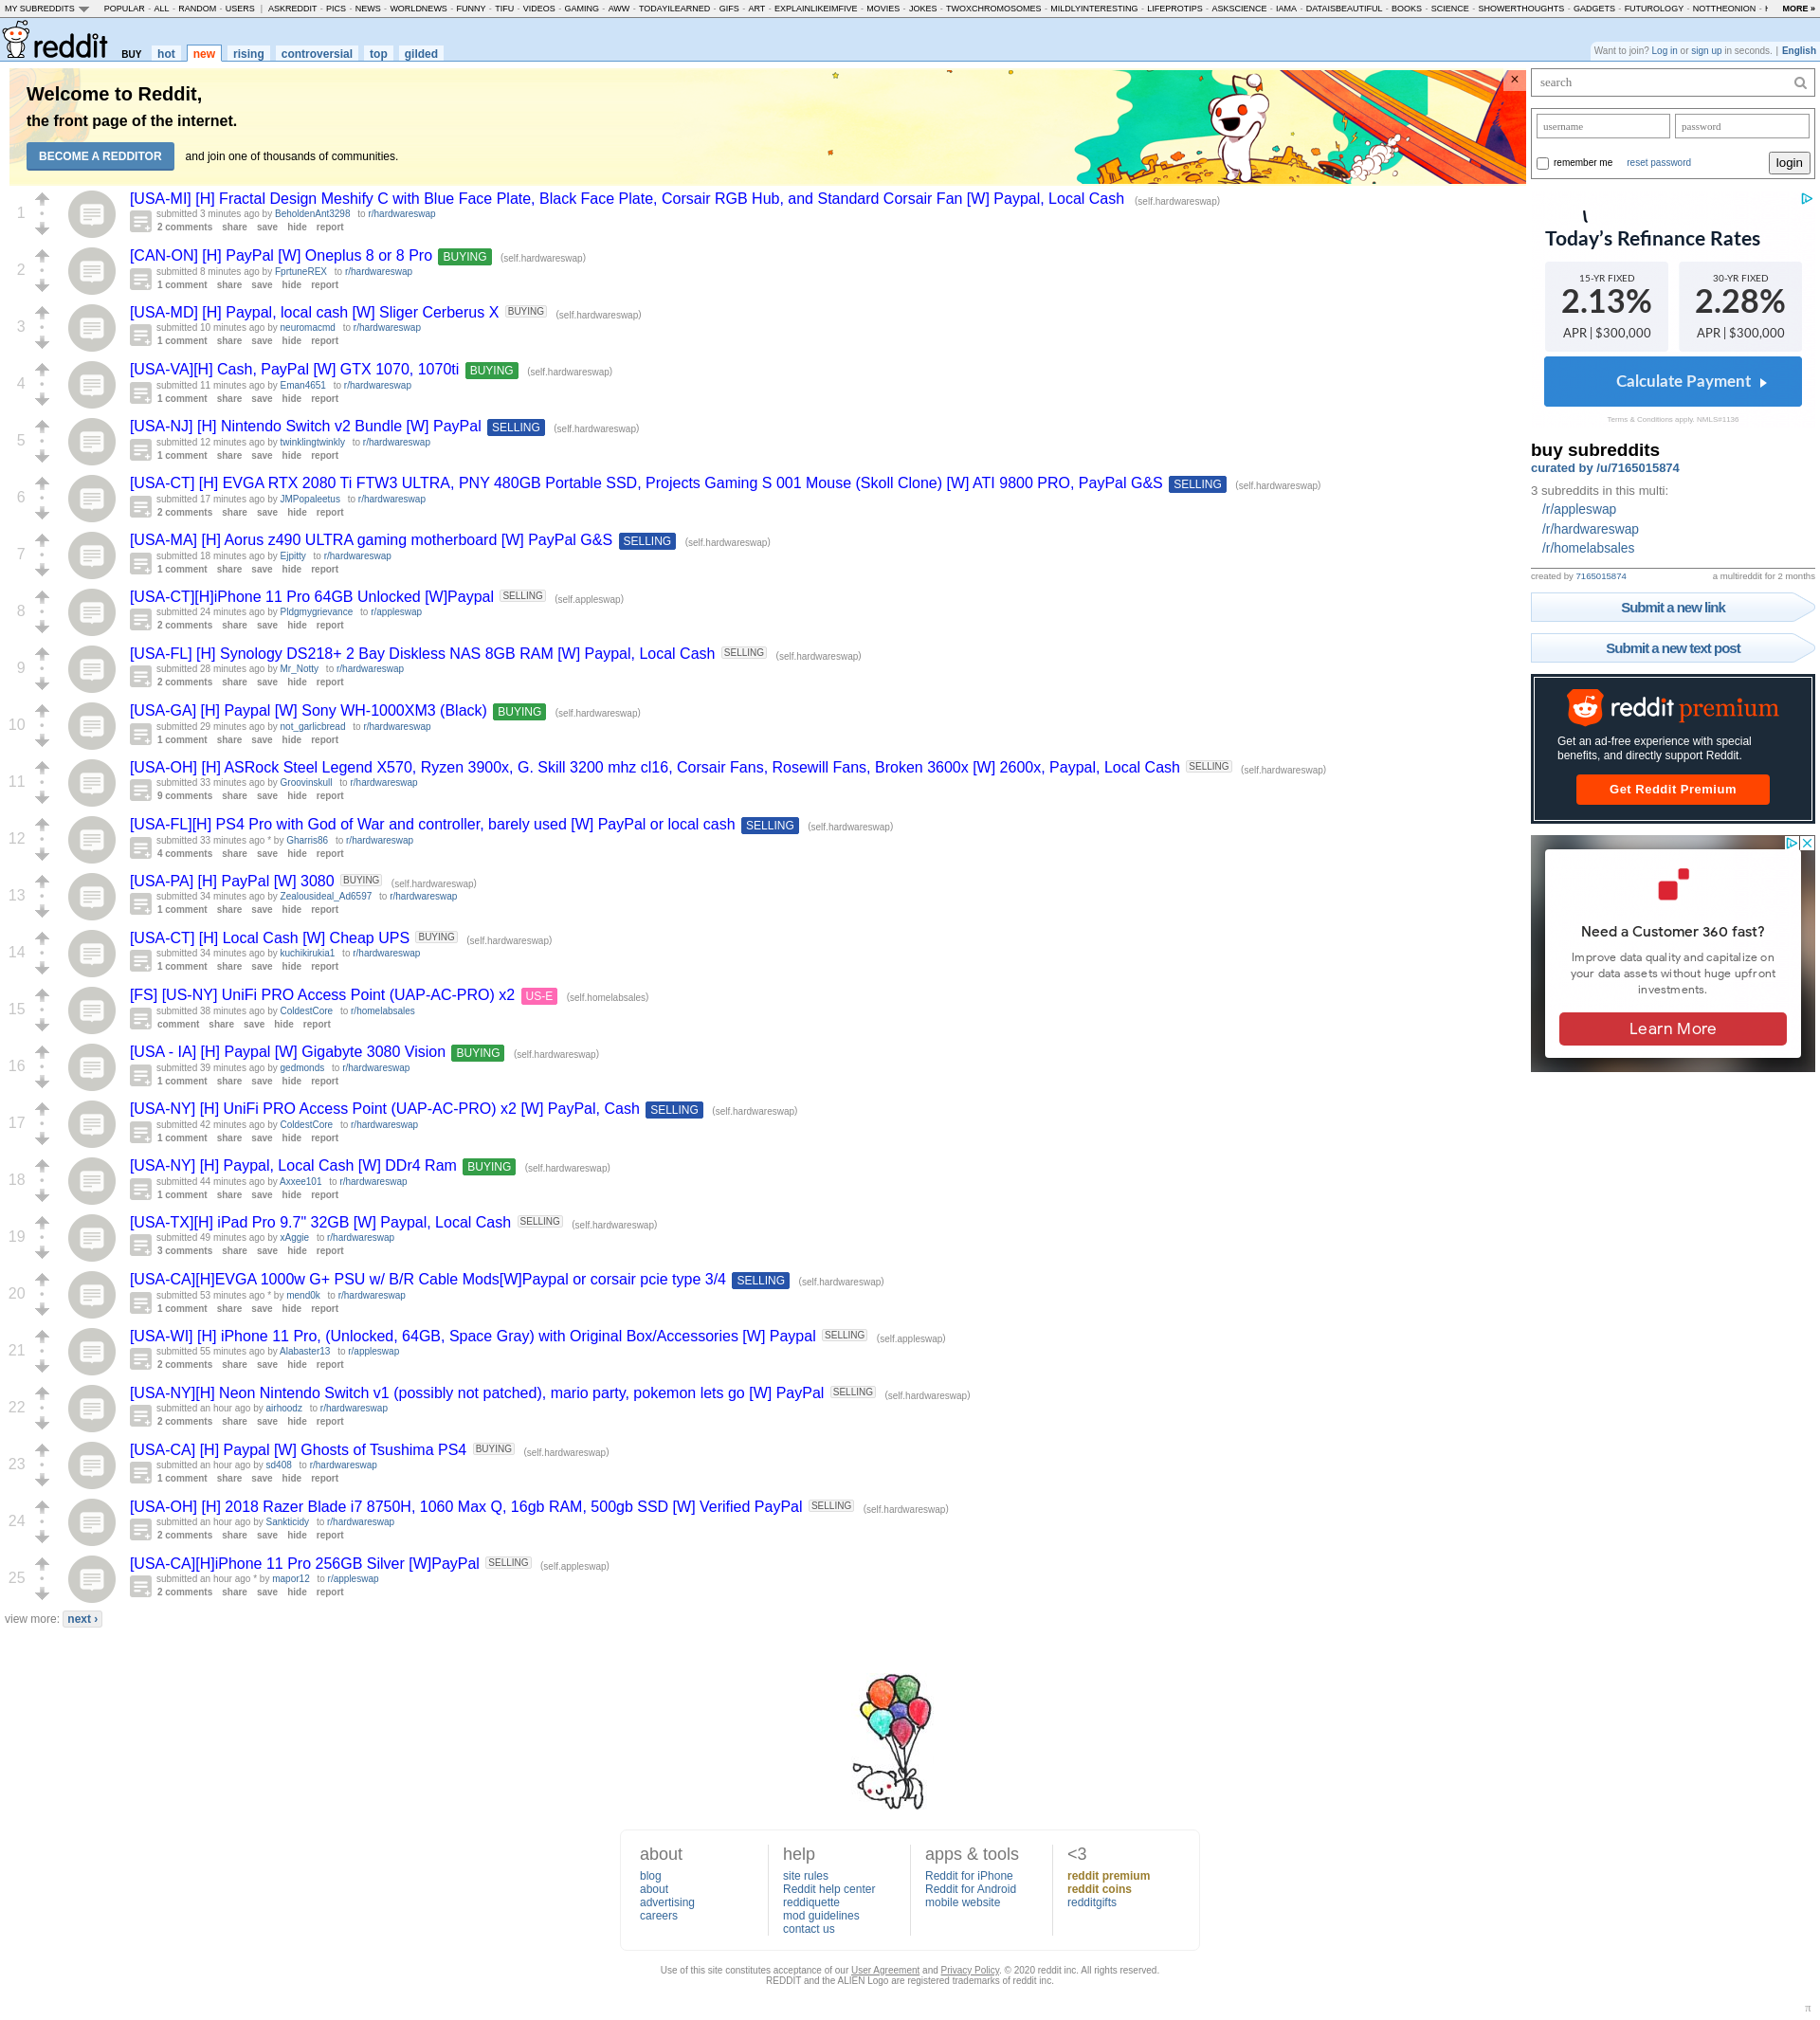 MY SUBREDDITS POPULAR - ALL - RANDOM - USERS | ASKREDDIT - PICS - NEWS - WORLDNEWS - FUNNY - TIFU - VIDEOS - GAMING - AWW - TODAYILEARNED - GIFS - ART - EXPLAINLIKEIMFIVE - MOVIES - JOKES - TWOXCHROMOSOMES - MILDLYINTERESTING - LIFEPROTIPS - ASKSCIENCE - IAMA - DATAISBEAUTIFUL - BOOKS - SCIENCE - SHOWERTHOUGHTS - GADGETS - FUTUROLOGY - NOTTHEONION - MORE »
reddit BUY hot new rising controversial top gilded
Want to join? Log in or sign up in seconds. | English
Welcome to Reddit,
the front page of the internet.
BECOME A REDDITOR and join one of thousands of communities.
×
1
[USA-MI] [H] Fractal Design Meshify C with Blue Face Plate, Black Face Plate, Corsair RGB Hub, and Standard Corsair Fan [W] Paypal, Local Cash (self.hardwareswap)
submitted 3 minutes ago by BeholdenAnt3298 to r/hardwareswap
2 comments share save hide report
2
[CAN-ON] [H] PayPal [W] Oneplus 8 or 8 Pro BUYING (self.hardwareswap)
submitted 8 minutes ago by FprtuneREX to r/hardwareswap
1 comment share save hide report
3
[USA-MD] [H] Paypal, local cash [W] Sliger Cerberus X BUYING (self.hardwareswap)
submitted 10 minutes ago by neuromacmd to r/hardwareswap
1 comment share save hide report
4
[USA-VA][H] Cash, PayPal [W] GTX 1070, 1070ti BUYING (self.hardwareswap)
submitted 11 minutes ago by Eman4651 to r/hardwareswap
1 comment share save hide report
5
[USA-NJ] [H] Nintendo Switch v2 Bundle [W] PayPal SELLING (self.hardwareswap)
submitted 12 minutes ago by twinklingtwinkly to r/hardwareswap
1 comment share save hide report
6
[USA-CT] [H] EVGA RTX 2080 Ti FTW3 ULTRA, PNY 480GB Portable SSD, Projects Gaming S 001 Mouse (Skoll Clone) [W] ATI 9800 PRO, PayPal G&S SELLING (self.hardwareswap)
submitted 17 minutes ago by JMPopaleetus to r/hardwareswap
2 comments share save hide report
7
[USA-MA] [H] Aorus z490 ULTRA gaming motherboard [W] PayPal G&S SELLING (self.hardwareswap)
submitted 18 minutes ago by Ejpitty to r/hardwareswap
1 comment share save hide report
8
[USA-CT][H]iPhone 11 Pro 64GB Unlocked [W]Paypal SELLING (self.appleswap)
submitted 24 minutes ago by Pldgmygrievance to r/appleswap
2 comments share save hide report
9
[USA-FL] [H] Synology DS218+ 2 Bay Diskless NAS 8GB RAM [W] Paypal, Local Cash SELLING (self.hardwareswap)
submitted 28 minutes ago by Mr_Notty to r/hardwareswap
2 comments share save hide report
10
[USA-GA] [H] Paypal [W] Sony WH-1000XM3 (Black) BUYING (self.hardwareswap)
submitted 29 minutes ago by not_garlicbread to r/hardwareswap
1 comment share save hide report
11
[USA-OH] [H] ASRock Steel Legend X570, Ryzen 3900x, G. Skill 3200 mhz cl16, Corsair Fans, Rosewill Fans, Broken 3600x [W] 2600x, Paypal, Local Cash SELLING (self.hardwareswap)
submitted 33 minutes ago by Groovinskull to r/hardwareswap
9 comments share save hide report
12
[USA-FL][H] PS4 Pro with God of War and controller, barely used [W] PayPal or local cash SELLING (self.hardwareswap)
submitted 33 minutes ago * by Gharris86 to r/hardwareswap
4 comments share save hide report
13
[USA-PA] [H] PayPal [W] 3080 BUYING (self.hardwareswap)
submitted 34 minutes ago by Zealousideal_Ad6597 to r/hardwareswap
1 comment share save hide report
14
[USA-CT] [H] Local Cash [W] Cheap UPS BUYING (self.hardwareswap)
submitted 34 minutes ago by kuchikirukia1 to r/hardwareswap
1 comment share save hide report
15
[FS] [US-NY] UniFi PRO Access Point (UAP-AC-PRO) x2 US-E (self.homelabsales)
submitted 38 minutes ago by ColdestCore to r/homelabsales
comment share save hide report
16
[USA - IA] [H] Paypal [W] Gigabyte 3080 Vision BUYING (self.hardwareswap)
submitted 39 minutes ago by gedmonds to r/hardwareswap
1 comment share save hide report
17
[USA-NY] [H] UniFi PRO Access Point (UAP-AC-PRO) x2 [W] PayPal, Cash SELLING (self.hardwareswap)
submitted 42 minutes ago by ColdestCore to r/hardwareswap
1 comment share save hide report
18
[USA-NY] [H] Paypal, Local Cash [W] DDr4 Ram BUYING (self.hardwareswap)
submitted 44 minutes ago by Axxee101 to r/hardwareswap
1 comment share save hide report
19
[USA-TX][H] iPad Pro 9.7" 32GB [W] Paypal, Local Cash SELLING (self.hardwareswap)
submitted 49 minutes ago by xAggie to r/hardwareswap
3 comments share save hide report
20
[USA-CA][H]EVGA 1000w G+ PSU w/ B/R Cable Mods[W]Paypal or corsair pcie type 3/4 SELLING (self.hardwareswap)
submitted 53 minutes ago * by mend0k to r/hardwareswap
1 comment share save hide report
21
[USA-WI] [H] iPhone 11 Pro, (Unlocked, 64GB, Space Gray) with Original Box/Accessories [W] Paypal SELLING (self.appleswap)
submitted 55 minutes ago by Alabaster13 to r/appleswap
2 comments share save hide report
22
[USA-NY][H] Neon Nintendo Switch v1 (possibly not patched), mario party, pokemon lets go [W] PayPal SELLING (self.hardwareswap)
submitted an hour ago by airhoodz to r/hardwareswap
2 comments share save hide report
23
[USA-CA] [H] Paypal [W] Ghosts of Tsushima PS4 BUYING (self.hardwareswap)
submitted an hour ago by sd408 to r/hardwareswap
1 comment share save hide report
24
[USA-OH] [H] 2018 Razer Blade i7 8750H, 1060 Max Q, 16gb RAM, 500gb SSD [W] Verified PayPal SELLING (self.hardwareswap)
submitted an hour ago by Sankticidy to r/hardwareswap
2 comments share save hide report
25
[USA-CA][H]iPhone 11 Pro 256GB Silver [W]PayPal SELLING (self.appleswap)
submitted an hour ago * by mapor12 to r/appleswap
2 comments share save hide report
view more: next ›
search
username password
remember me reset password login
Today's Refinance Rates
15-YR FIXED 30-YR FIXED
2.13% 2.28%
APR | $300,000 APR | $300,000
Calculate Payment
Terms & Conditions apply. NMLS#1136
buy subreddits
curated by /u/7165015874
3 subreddits in this multi:
/r/appleswap
/r/hardwareswap
/r/homelabsales
created by 7165015874 a multireddit for 2 months
Submit a new link
Submit a new text post
reddit premium
Get an ad-free experience with special
benefits, and directly support Reddit.
Get Reddit Premium
Need a Customer 360 fast?
Improve data quality and capitalize on
your data assets without huge upfront
investments.
Learn More
about help apps & tools <3
blog site rules Reddit for iPhone reddit premium
about Reddit help center Reddit for Android reddit coins
advertising reddiquette mobile website redditgifts
careers mod guidelines
contact us
Use of this site constitutes acceptance of our User Agreement and Privacy Policy. © 2020 reddit inc. All rights reserved.
REDDIT and the ALIEN Logo are registered trademarks of reddit inc.
π